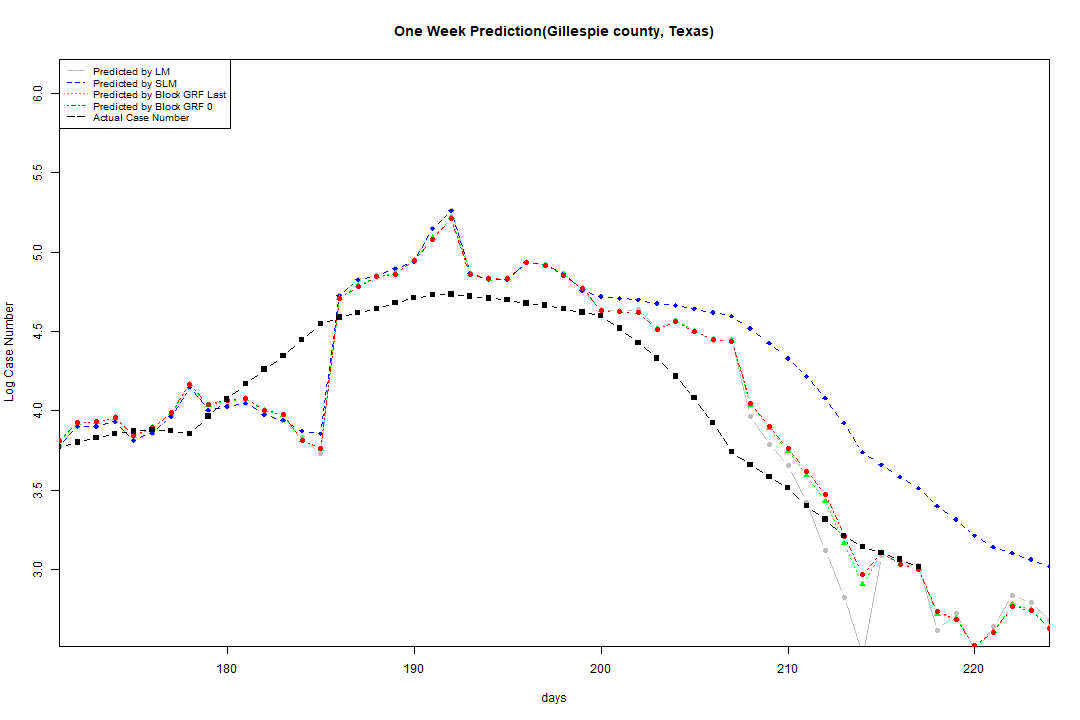 One Week Prediction(Gillespie county, Texas)
Predicted by LM
Predicted by SLM
Predicted by Block GRF Last
Predicted by Block GRF 0
Actual Case Number
6.0
5.5
5.0
4.5
4.0
3.5
3.0
Log Case Number
180 190 200 210 220
days